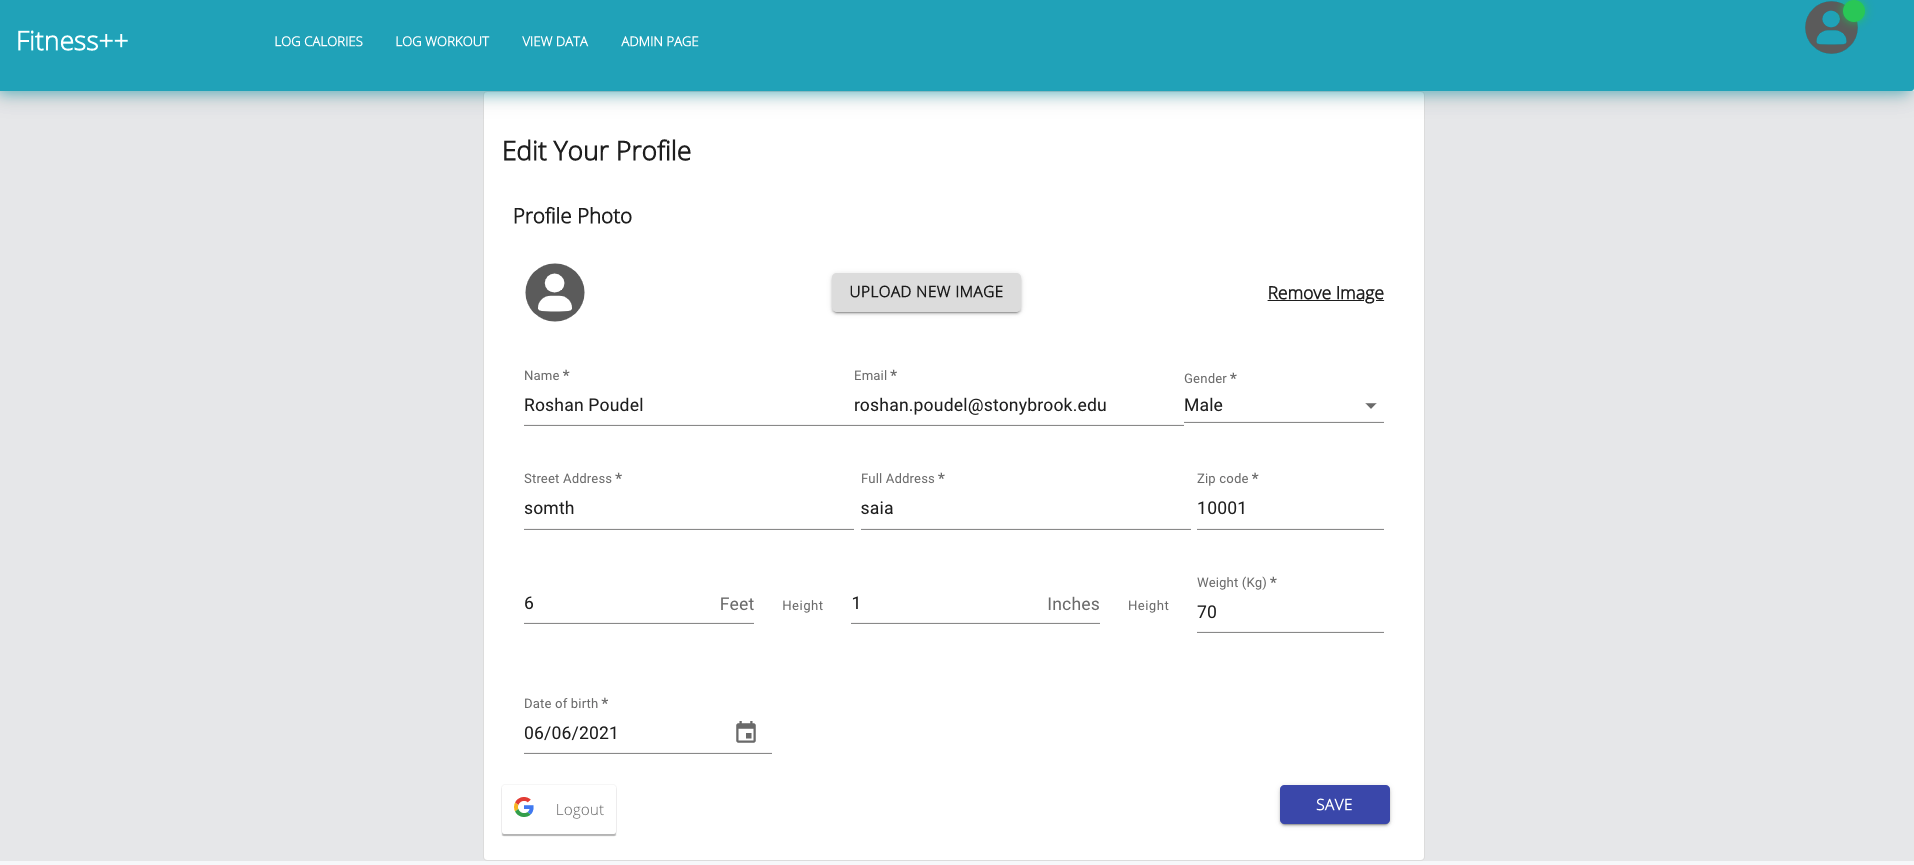 Fitness++
LOG CALORIES LOG WORKOUT VIEW DATA ADMIN PAGE
Edit Your Profile
Profile Photo
UPLOAD NEW IMAGE Remove Image
Name * Email * Gender *
Roshan Poudel roshan.poudel@stonybrook.edu Male
Street Address * Full Address * Zip code *
somth saia 10001
Weight (Kg) *
6 Feet Height 1 Inches Height 70
Date of birth *
06/06/2021
Logout SAVE